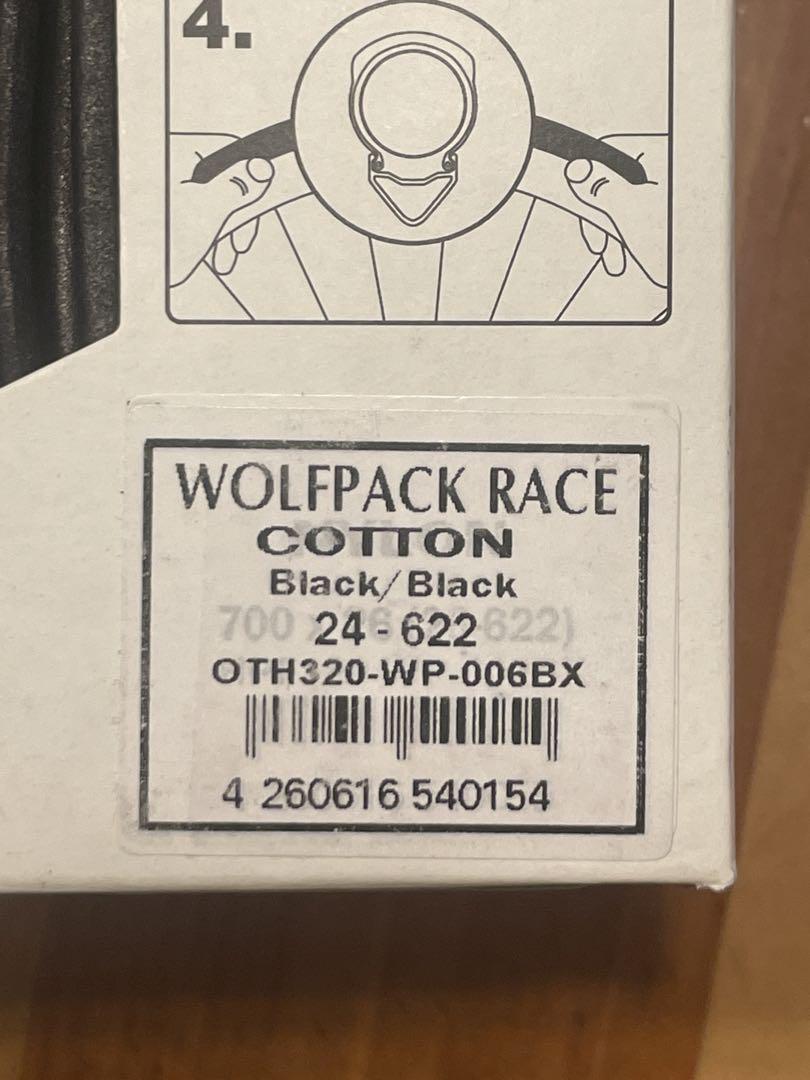 4.
WOLFPACK RACE
COTTON
Black/Black
24 - 622
OTH320-WP-006BX
4 260616 540154